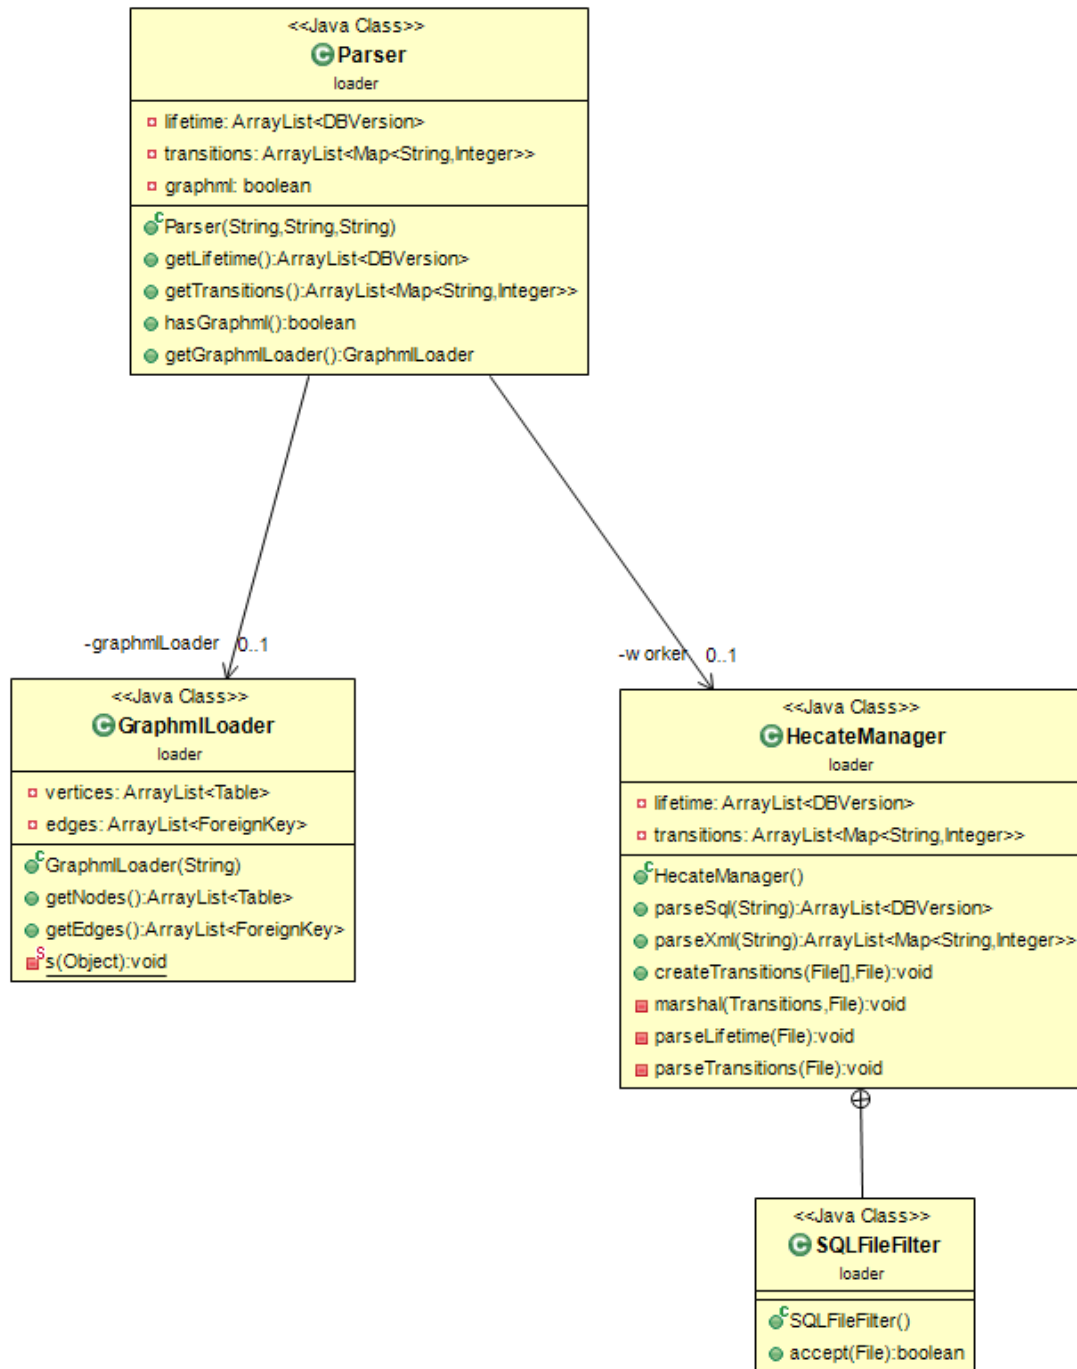 <<Java Class>>
Parser
loader
lifetime: ArrayList<DBVersion>
transitions: ArrayList<Map<String,Integer>>
graphml: boolean
Parser(String,String,String)
getLifetime():ArrayList<DBVersion>
getTransitions():ArrayList<Map<String,Integer>>
hasGraphml():boolean
getGraphmlLoader():GraphmlLoader
-graphmlLoader 0..1
-worker 0..1
<<Java Class>>
GraphmlLoader
loader
vertices: ArrayList<Table>
edges: ArrayList<ForeignKey>
GraphmlLoader(String)
getNodes():ArrayList<Table>
getEdges():ArrayList<ForeignKey>
s(Object):void
<<Java Class>>
HecateManager
loader
lifetime: ArrayList<DBVersion>
transitions: ArrayList<Map<String,Integer>>
HecateManager()
parseSql(String):ArrayList<DBVersion>
parseXml(String):ArrayList<Map<String,Integer>>
createTransitions(File[],File):void
marshal(Transitions,File):void
parseLifetime(File):void
parseTransitions(File):void
<<Java Class>>
SQLFileFilter
loader
SQLFileFilter()
accept(File):boolean